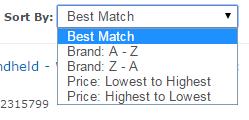 Sort By: Best Match
Best Match
Brand: A - Z
Brand: Z - A
Price: Lowest to Highest
Price: Highest to Lowest
ndheld -
2315799